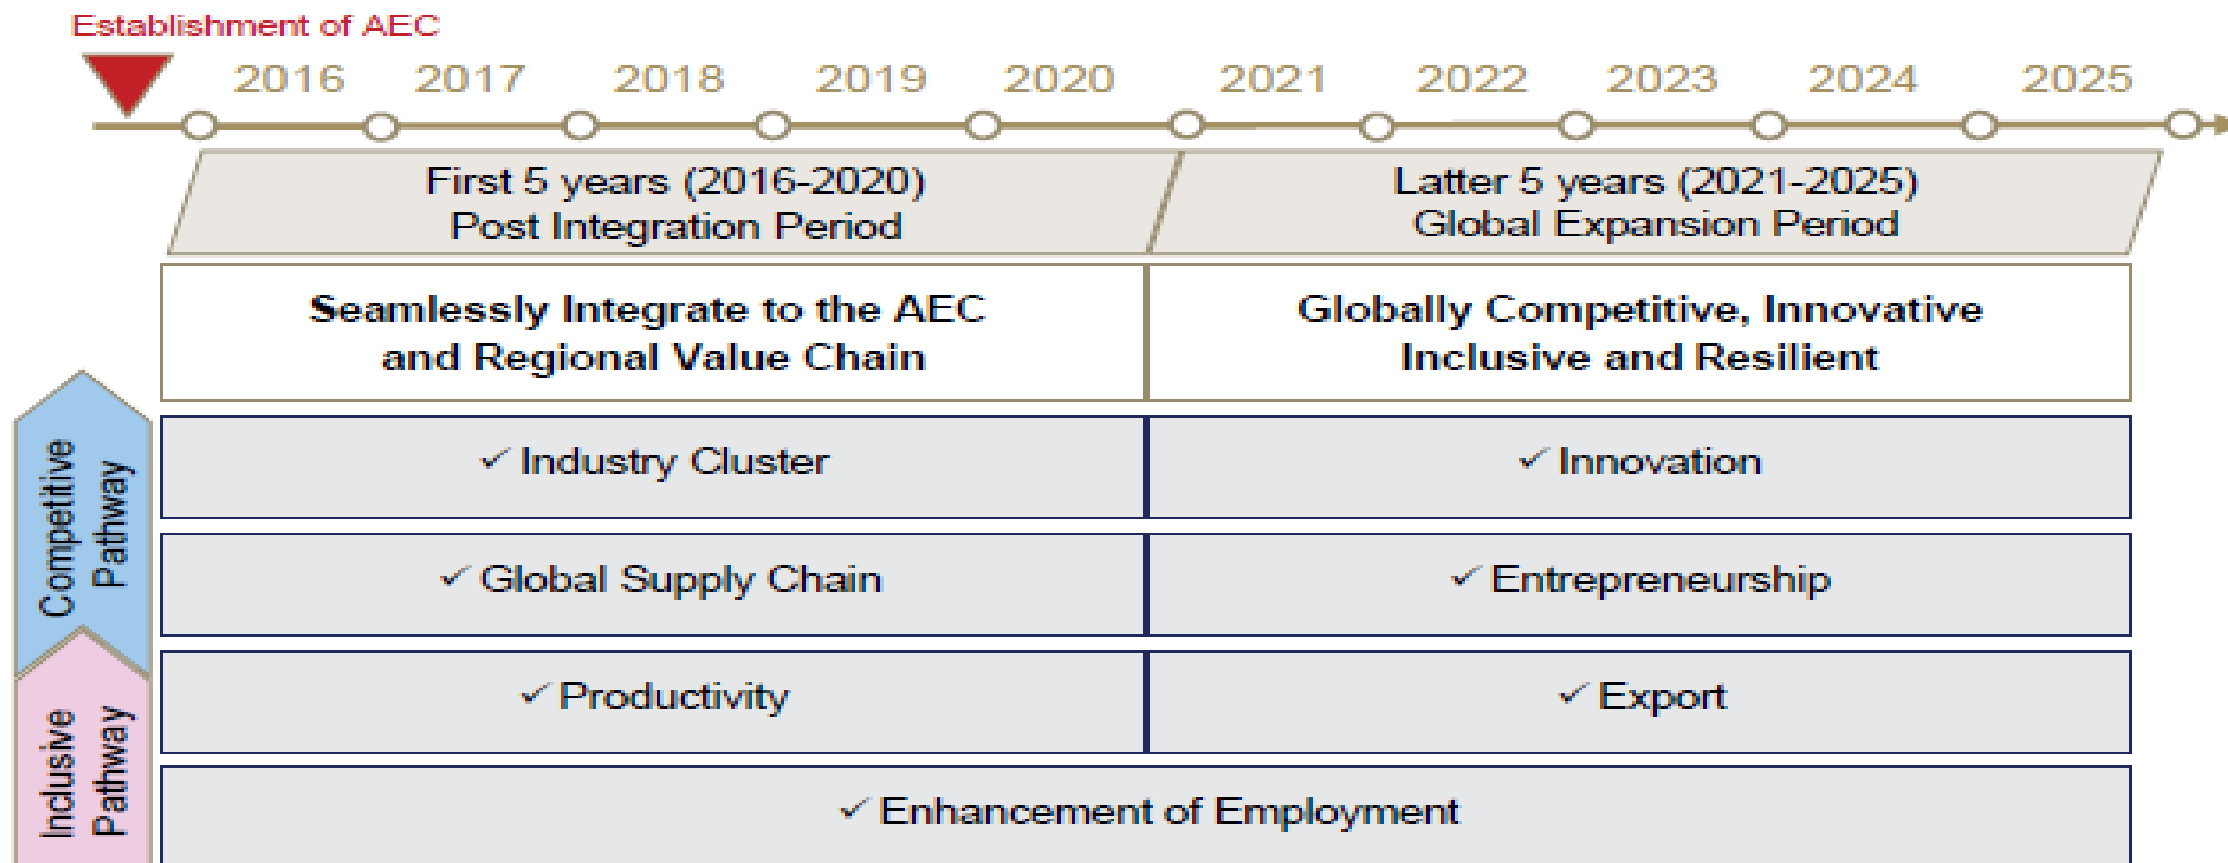 Establishment of AEC
2016 2017 2018 2019 2020 2021 2022 2023 2024 2025
First 5 years (2016-2020)
Post Integration Period
Latter 5 years (2021-2025)
Global Expansion Period
Seamlessly Integrate to the AEC
and Regional Value Chain
Globally Competitive, Innovative
Inclusive and Resilient
Competitive
Pathway
✓ Industry Cluster
✓ Innovation
✓ Global Supply Chain
✓ Entrepreneurship
Inclusive
Pathway
✓ Productivity
✓ Export
✓ Enhancement of Employment